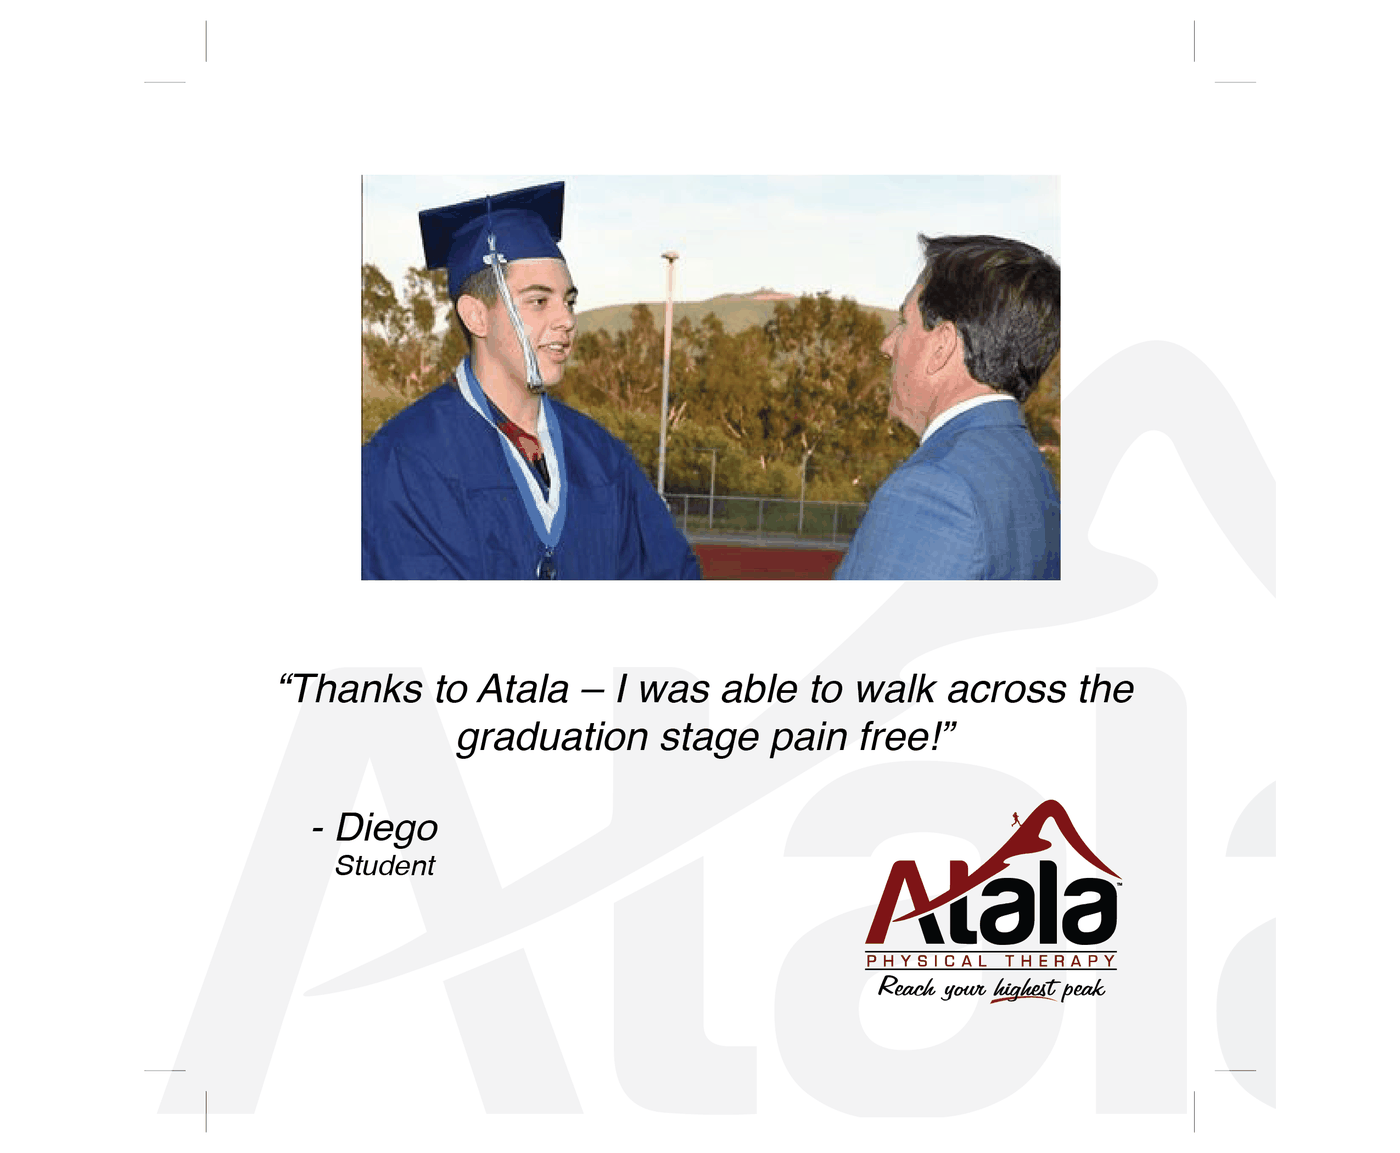 “Thanks to Atala – I was able to walk across the
graduation stage pain free!”
- Diego
Student
Atala™
PHYSICAL THERAPY
Reach your highest peak
Atala